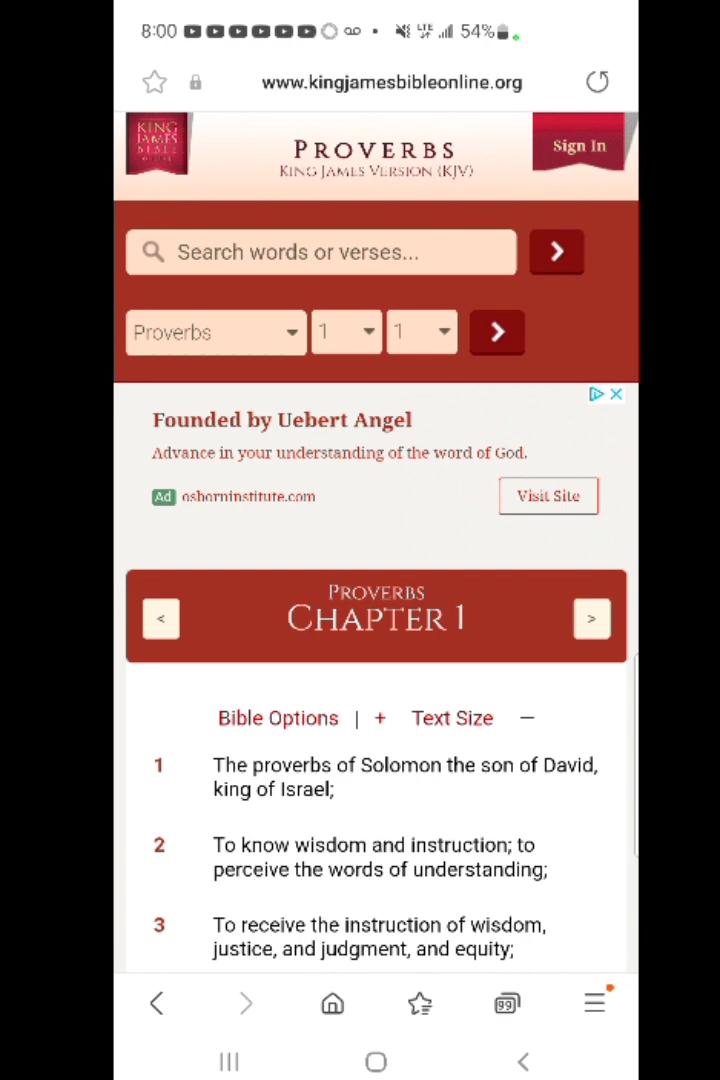 8:00 LTE 54%
www.kingjamesbibleonline.org
KING
JAMES
BIBLE
PROVERBS
KING JAMES VERSION (KJV)
Sign In
Search words or verses...
Proverbs 1 1
Founded by Uebert Angel
Advance in your understanding of the word of God.
Ad osborninstitute.com Visit Site
PROVERBS
< CHAPTER 1 >
Bible Options | + Text Size –
1 The proverbs of Solomon the son of David,
king of Israel;
2 To know wisdom and instruction; to
perceive the words of understanding;
3 To receive the instruction of wisdom,
justice, and judgment, and equity;
99